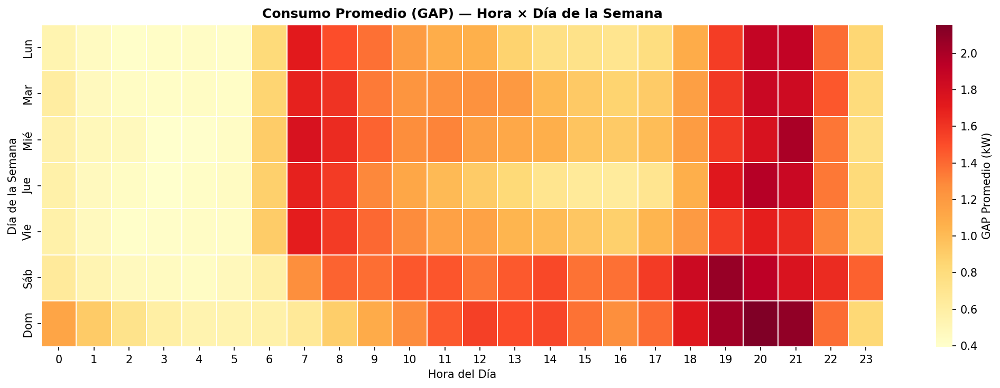 Consumo Promedio (GAP) — Hora × Día de la Semana
Día de la Semana
Lun
Mar
Mié
Jue
Vie
Sáb
Dom
0 1 2 3 4 5 6 7 8 9 10 11 12 13 14 15 16 17 18 19 20 21 22 23
Hora del Día
2.0
1.8
1.6
1.4
1.2
1.0
0.8
0.6
0.4
GAP Promedio (kW)